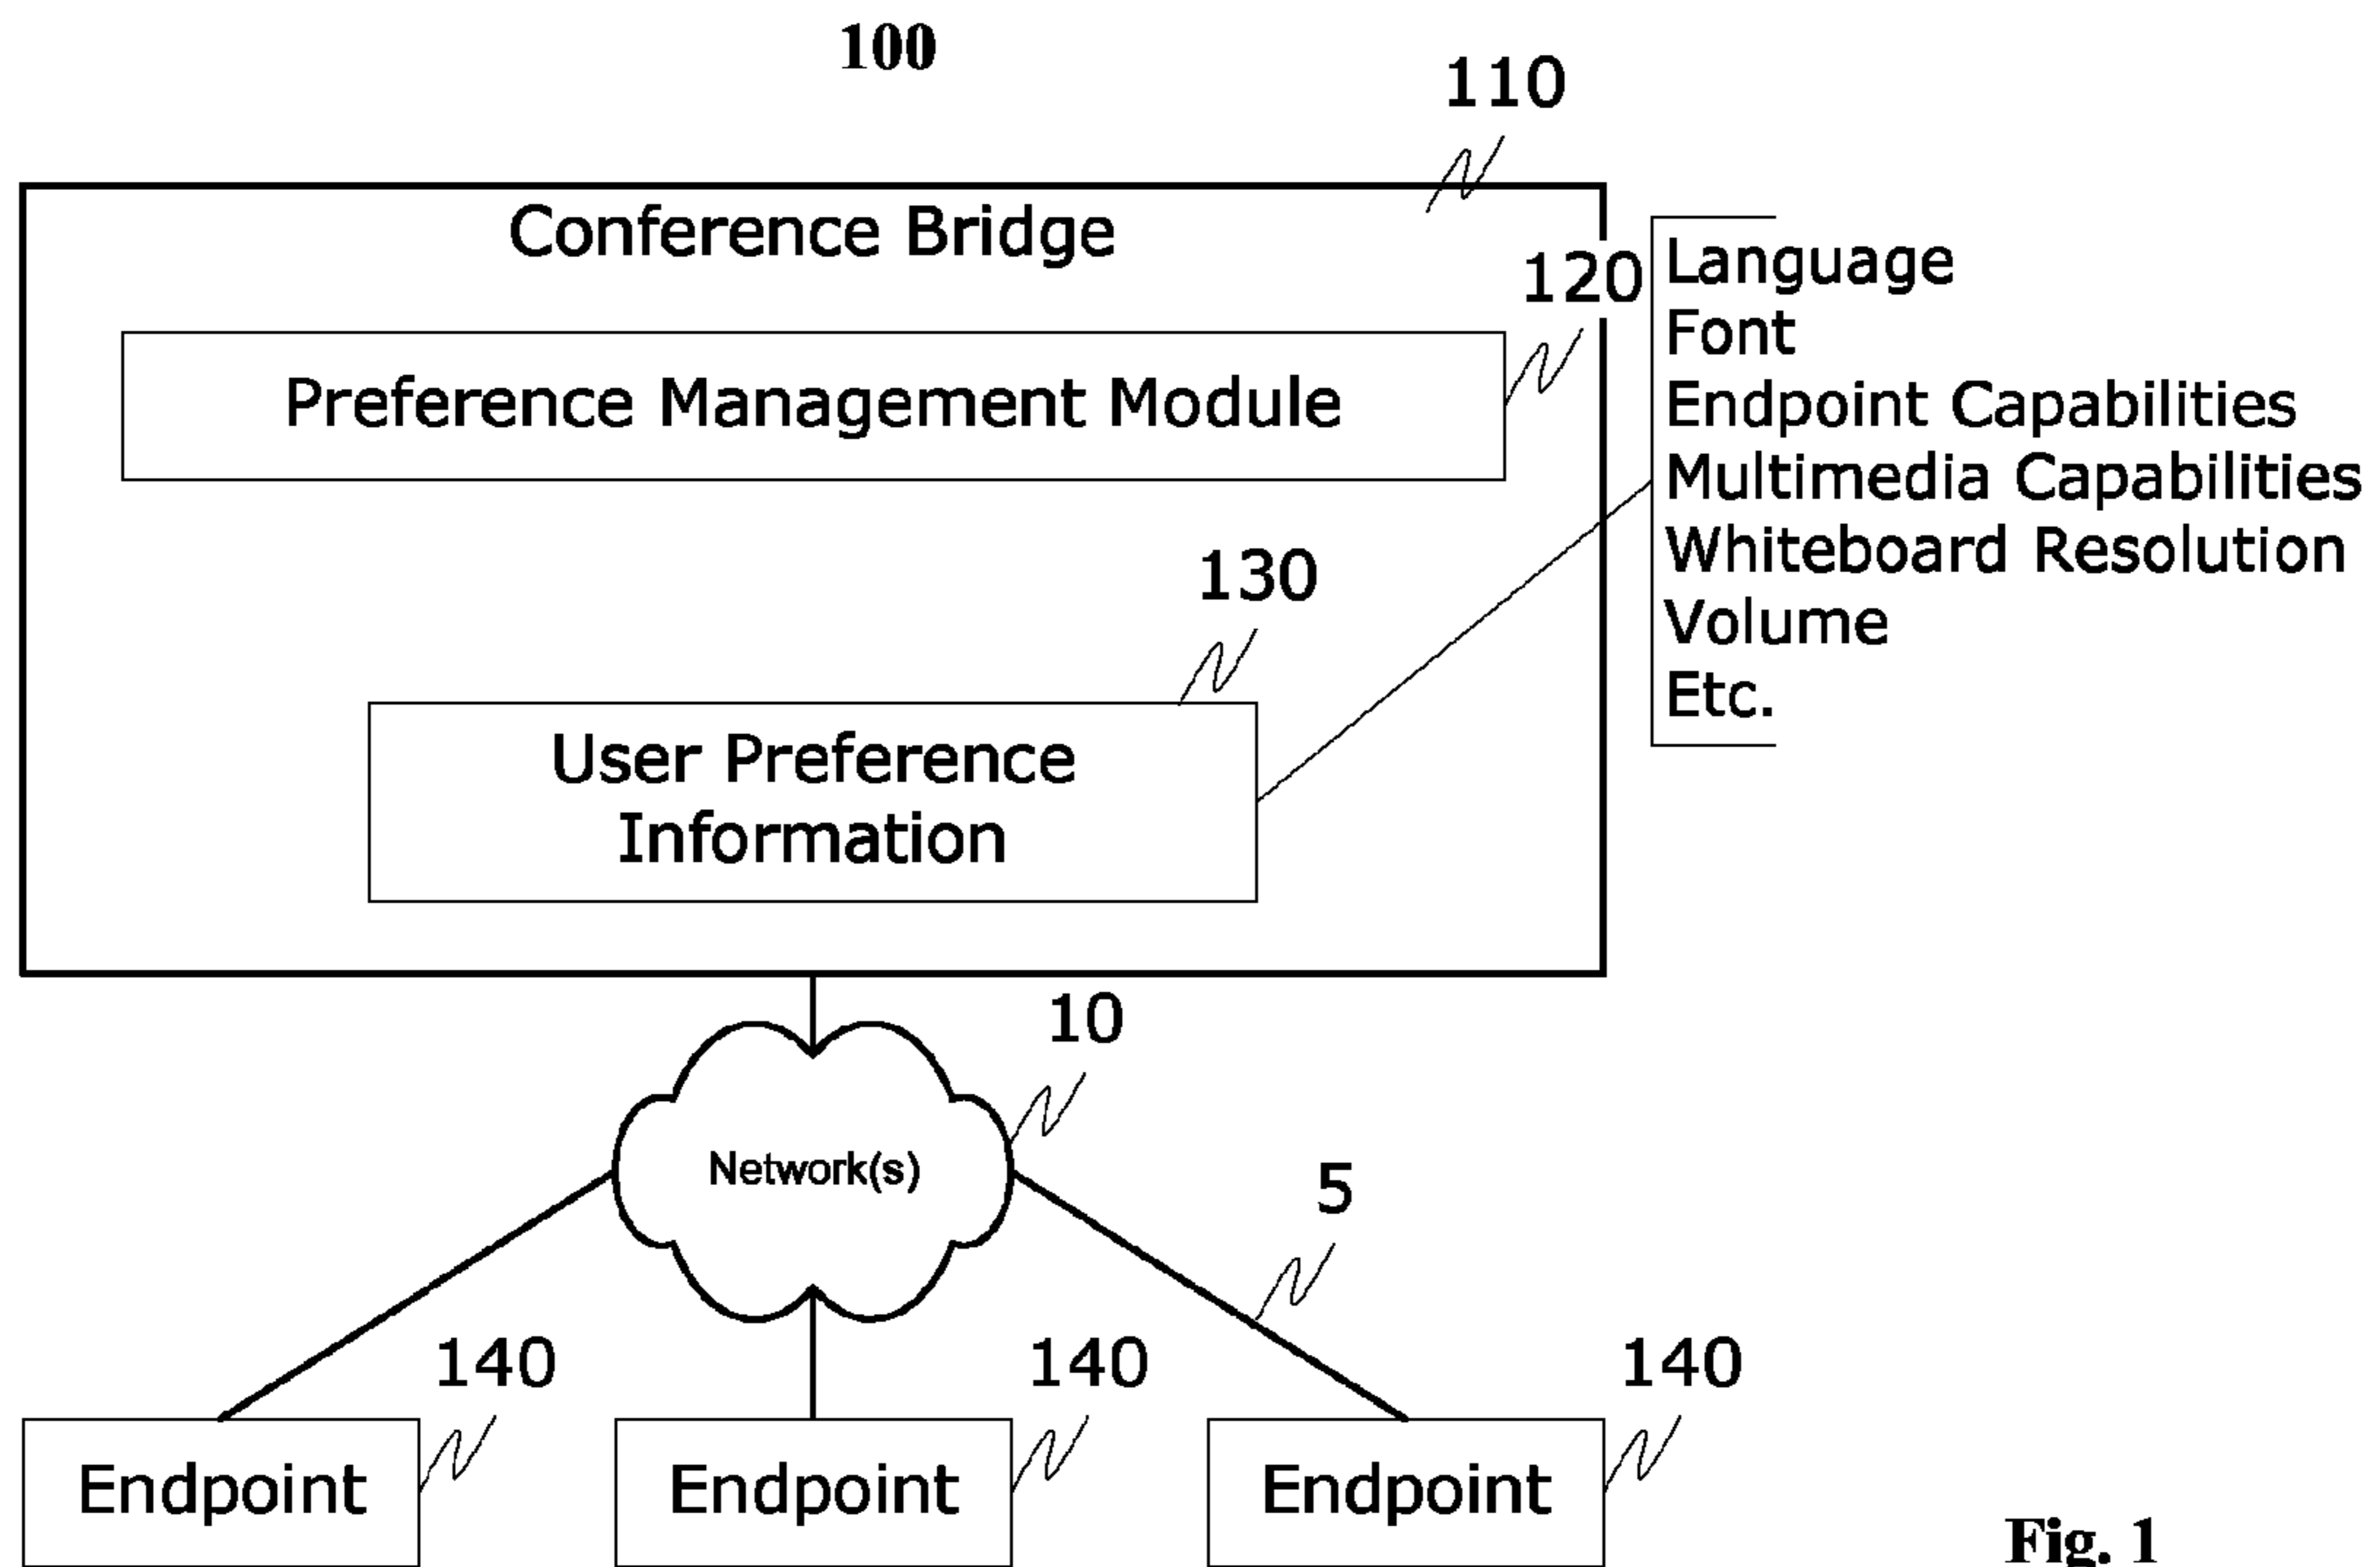 100
110
Conference Bridge
120
Preference Management Module
Language
Font
Endpoint Capabilities
Multimedia Capabilities
Whiteboard Resolution
Volume
Etc.
130
User Preference
Information
10
Network(s)
5
140
140
140
Endpoint
Endpoint
Endpoint
Fig. 1